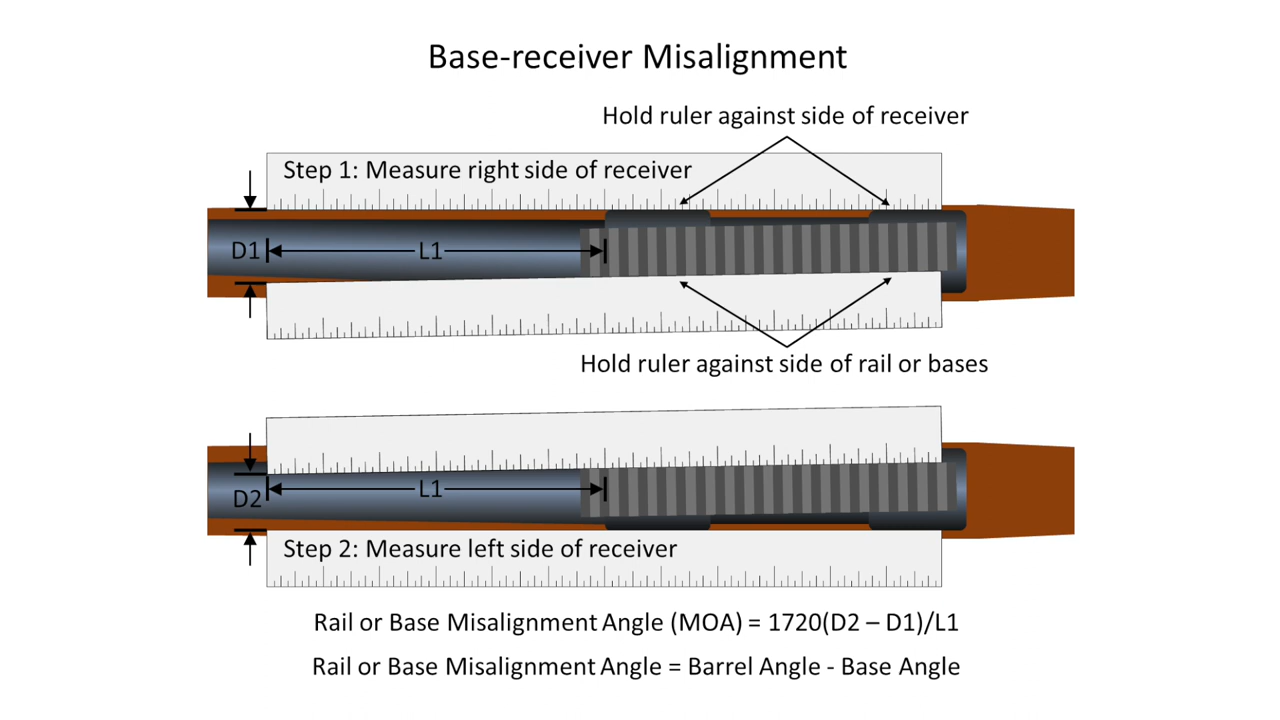 Base-receiver Misalignment
Hold ruler against side of receiver
Step 1: Measure right side of receiver
D1
L1
Hold ruler against side of rail or bases
D2
L1
Step 2: Measure left side of receiver
Rail or Base Misalignment Angle (MOA) = 1720(D2 – D1)/L1
Rail or Base Misalignment Angle = Barrel Angle - Base Angle